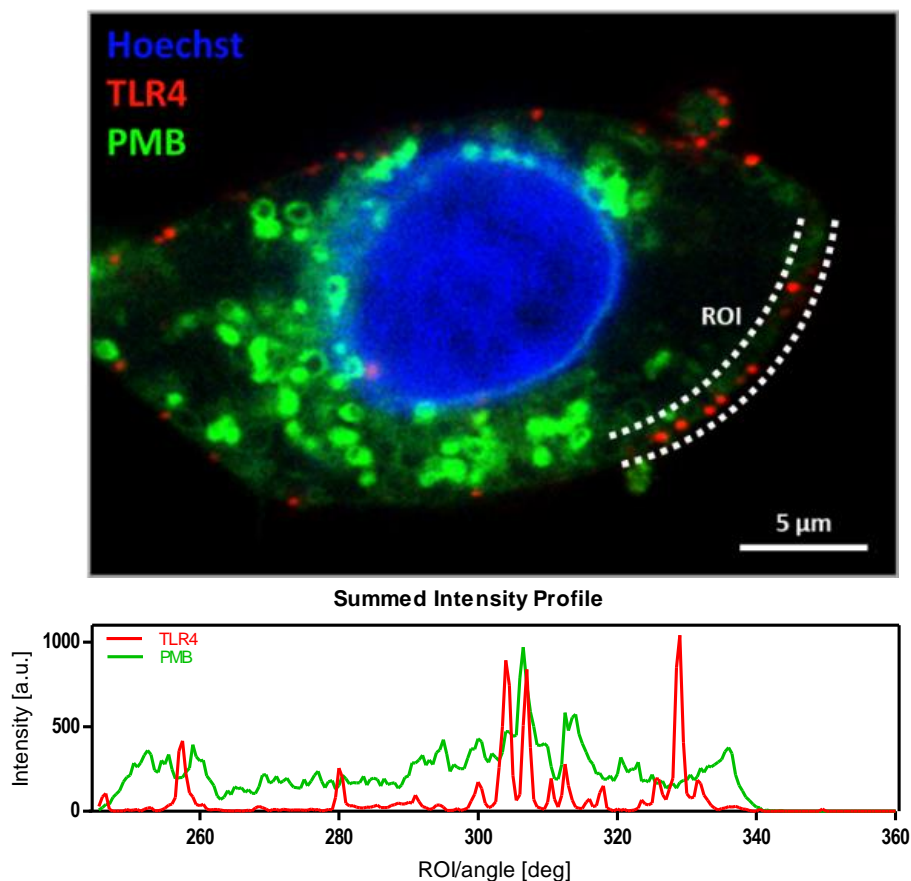 Hoechst
TLR4
PMB
ROI
5 µm
Summed Intensity Profile
TLR4
PMB
Intensity [a.u.]
1000
500
0
260
280
300
320
340
360
ROI/angle [deg]